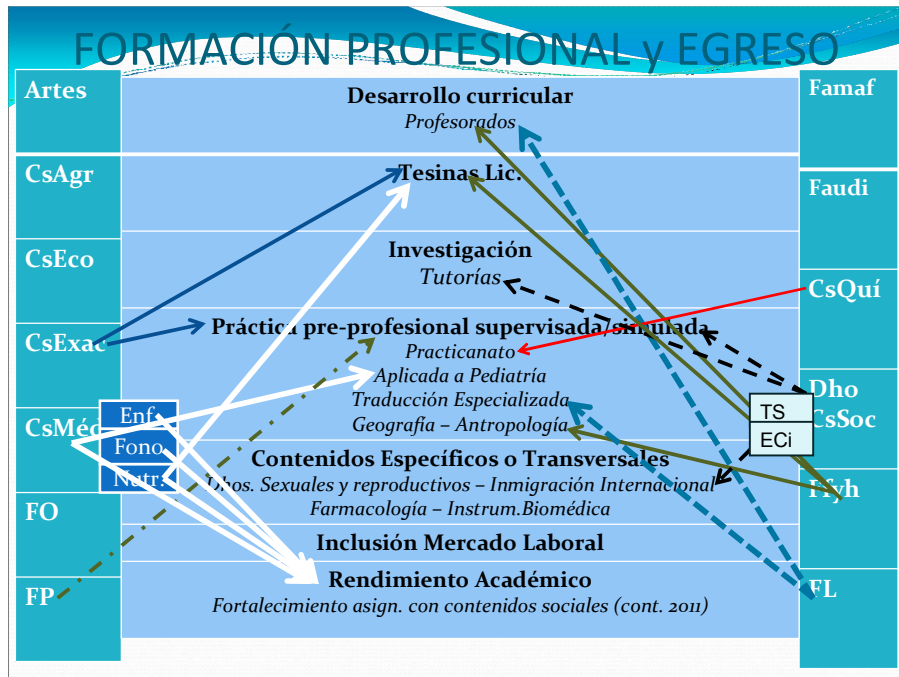 FORMACIÓN PROFESIONAL y EGRESO
Artes
CsAgr
CsEco
CsExac
CsMéd
FO
FP
Enf.
Fono
Nutr.
Desarrollo curricular
Profesorados
Tesinas Lic.
Investigación
Tutorías
Práctica pre-profesional supervisada/simulada
Practicanato
Aplicada a Pediatría
Traducción Especializada
Geografía – Antropología
Contenidos Específicos o Transversales
Dhos. Sexuales y reproductivos – Inmigración Internacional
Farmacología – Instrum.Biomédica
Inclusión Mercado Laboral
Rendimiento Académico
Fortalecimiento asign. con contenidos sociales (cont. 2011)
Famaf
Faudi
CsQuí
Dho
CsSoc
TS
ECi
Ffyh
FL